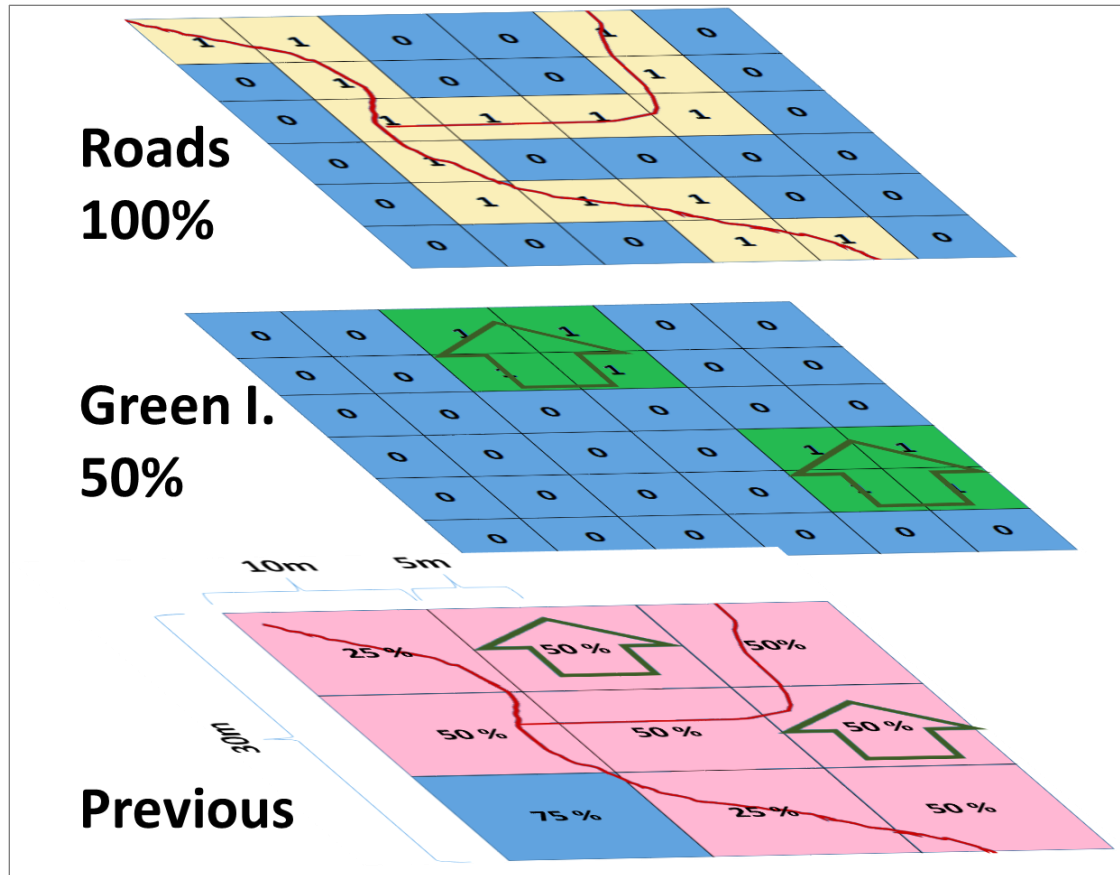 1 1 0 0 1 0
0 1 0 0 1 0
0 1 1 1 1 0
Roads
0 1 0 0 0 0
100%
0 1 1 1 0 0
0 0 0 1 1 0
0 0 1 1 0 0
0 0 1 0 0
Green I.
0 0 0 0 0 0
50%
0 0 0 0 1 1
0 0 0 0
0 0 0 0 0 0
10m 5m
25 % 50 % 50%
30m
50 % 50 % 50 %
Previous
75 % 25 % 50 %